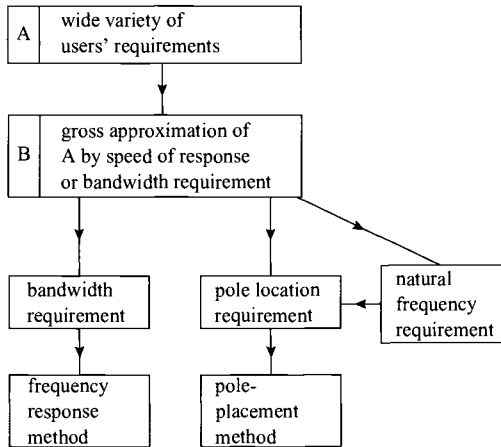 A
wide variety of
users' requirements
B
gross approximation of
A by speed of response
or bandwidth requirement
bandwidth
requirement
pole location
requirement
natural
frequency
requirement
frequency
response
method
pole-
placement
method